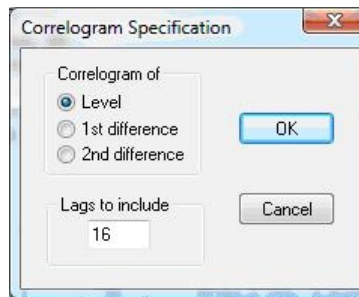 Correlogram Specification
Correlogram of
Level
1st difference
2nd difference
OK
Lags to include
16
Cancel